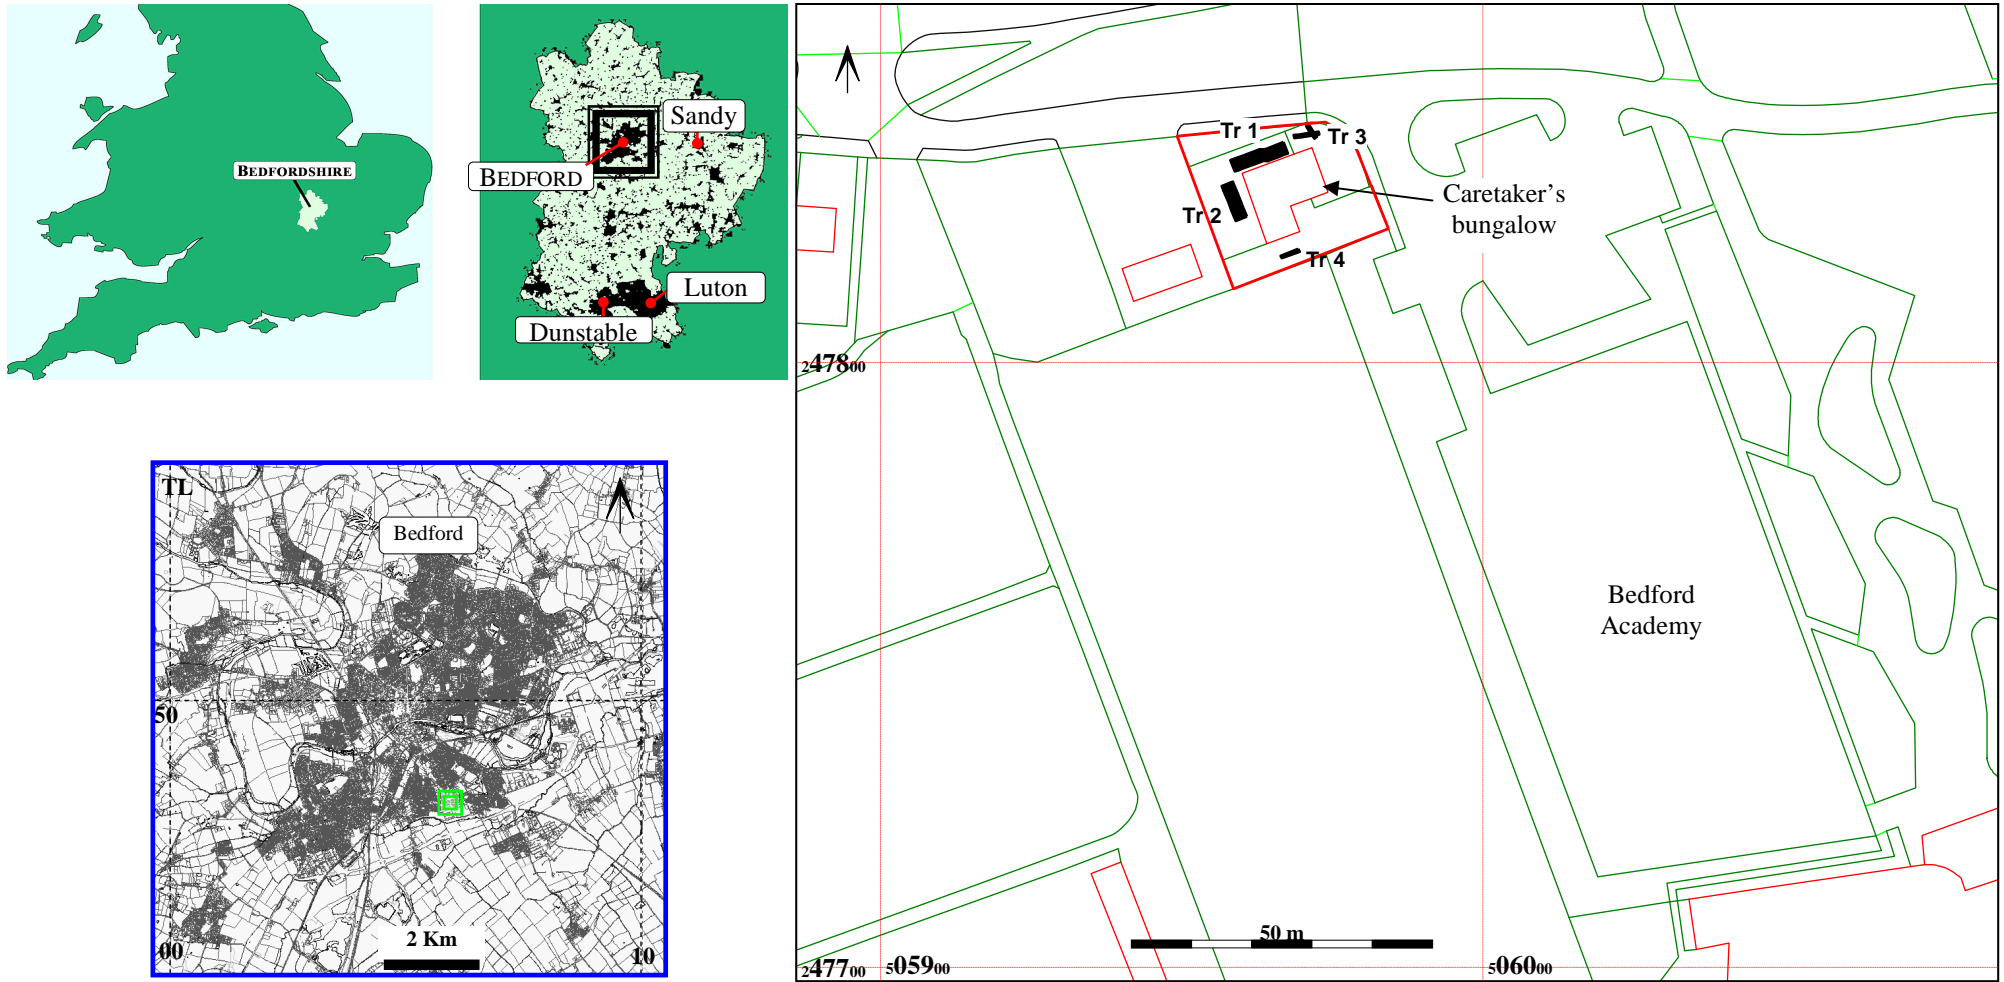 BEDFORDSHIRE
Sandy
BEDFORD
Luton
Dunstable
TL
Bedford
50
00
10
2 Km
Tr 1
Tr 3
Tr 2
Tr 4
Caretaker's
bungalow
247800
Bedford
Academy
50 m
247700
505900
506000